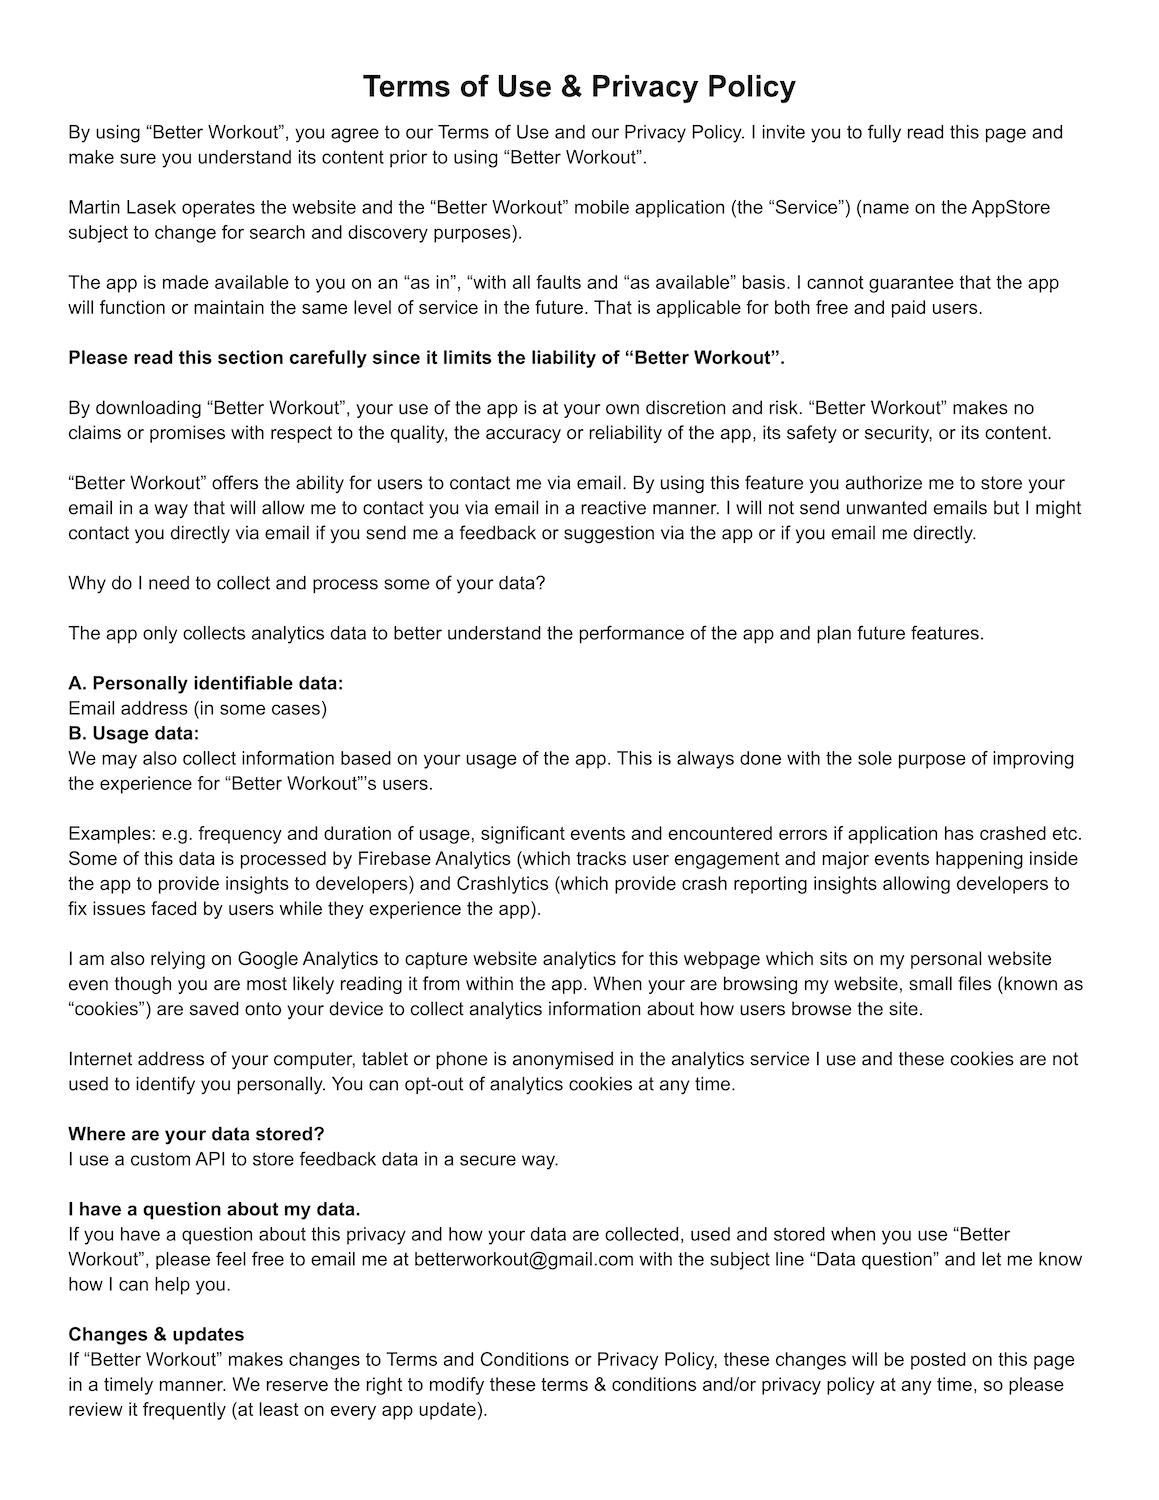 Terms of Use & Privacy Policy
By using “Better Workout”, you agree to our Terms of Use and our Privacy Policy. I invite you to fully read this page and
make sure you understand its content prior to using “Better Workout”.
Martin Lasek operates the website and the “Better Workout” mobile application (the “Service”) (name on the AppStore
subject to change for search and discovery purposes).
The app is made available to you on an “as in”, “with all faults and “as available” basis. I cannot guarantee that the app
will function or maintain the same level of service in the future. That is applicable for both free and paid users.
Please read this section carefully since it limits the liability of “Better Workout”.
By downloading “Better Workout”, your use of the app is at your own discretion and risk. “Better Workout” makes no
claims or promises with respect to the quality, the accuracy or reliability of the app, its safety or security, or its content.
“Better Workout” offers the ability for users to contact me via email. By using this feature you authorize me to store your
email in a way that will allow me to contact you via email in a reactive manner. I will not send unwanted emails but I might
contact you directly via email if you send me a feedback or suggestion via the app or if you email me directly.
Why do I need to collect and process some of your data?
The app only collects analytics data to better understand the performance of the app and plan future features.
A. Personally identifiable data:
Email address (in some cases)
B. Usage data:
We may also collect information based on your usage of the app. This is always done with the sole purpose of improving
the experience for “Better Workout”’s users.
Examples: e.g. frequency and duration of usage, significant events and encountered errors if application has crashed etc.
Some of this data is processed by Firebase Analytics (which tracks user engagement and major events happening inside
the app to provide insights to developers) and Crashlytics (which provide crash reporting insights allowing developers to
fix issues faced by users while they experience the app).
I am also relying on Google Analytics to capture website analytics for this webpage which sits on my personal website
even though you are most likely reading it from within the app. When your are browsing my website, small files (known as
“cookies”) are saved onto your device to collect analytics information about how users browse the site.
Internet address of your computer, tablet or phone is anonymised in the analytics service I use and these cookies are not
used to identify you personally. You can opt-out of analytics cookies at any time.
Where are your data stored?
I use a custom API to store feedback data in a secure way.
I have a question about my data.
If you have a question about this privacy and how your data are collected, used and stored when you use “Better
Workout”, please feel free to email me at betterworkout@gmail.com with the subject line “Data question” and let me know
how I can help you.
Changes & updates
If “Better Workout” makes changes to Terms and Conditions or Privacy Policy, these changes will be posted on this page
in a timely manner. We reserve the right to modify these terms & conditions and/or privacy policy at any time, so please
review it frequently (at least on every app update).